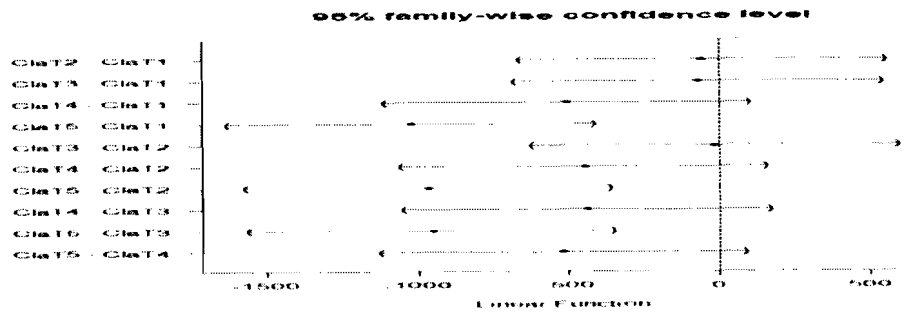 95% family-wise confidence level
ClaT2 - ClaT1
ClaT3 - ClaT1
ClaT4 - ClaT1
ClaT5 - ClaT1
ClaT3 - ClaT2
ClaT4 - ClaT2
ClaT5 - ClaT2
ClaT4 - ClaT3
ClaT5 - ClaT3
ClaT5 - ClaT4
-1500 -1000 -500 0 500
Linear Function